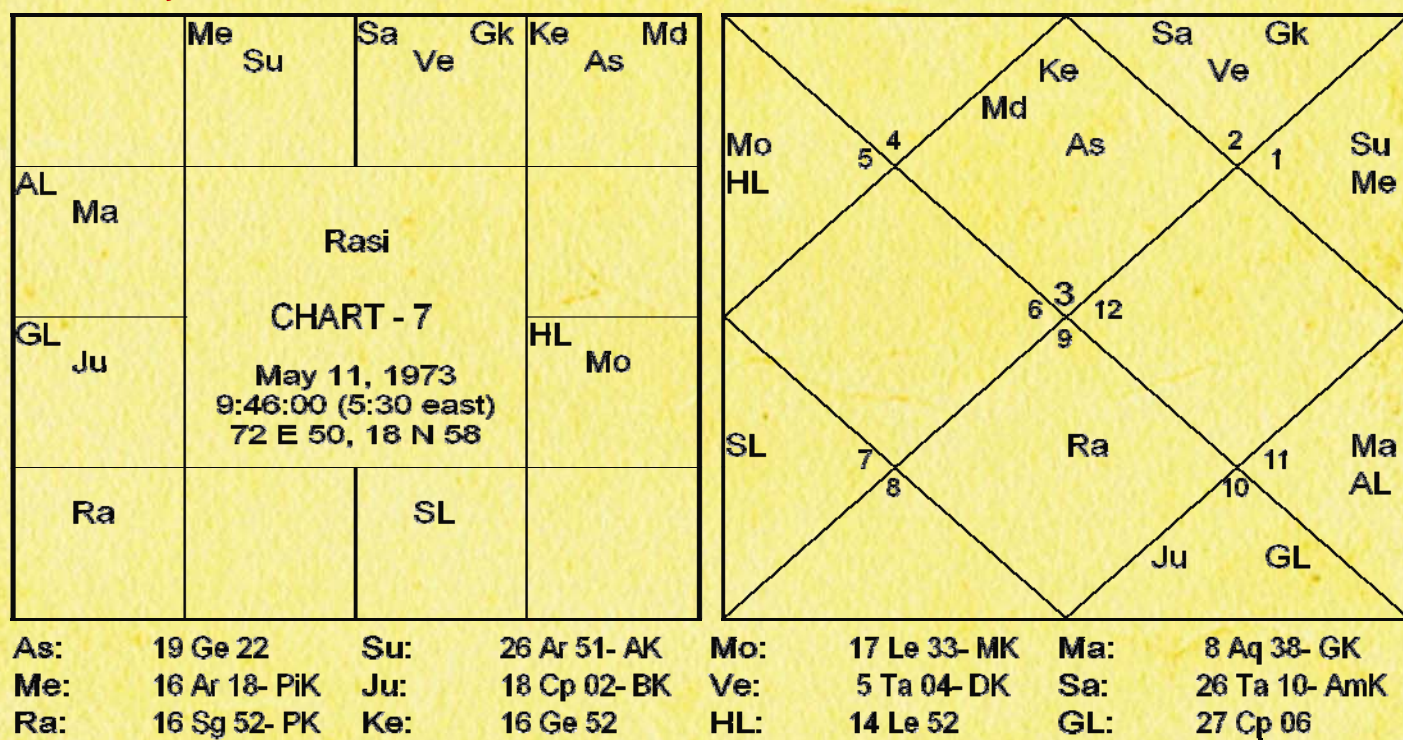 Me Su
Sa Gk
Ve
Ke Md
As
AL
Ma
Rasi
CHART - 7
May 11, 1973
9:46:00 (5:30 east)
72 E 50, 18 N 58
GL
Ju
HL
Mo
Ra
SL
Sa Gk
Ve
Ke
Md
As
Mo
HL
5 4
2 1
Su
Me
3
6 12
9
SL
7
8
Ra
11
10
Ma
AL
Ju GL
As: 19 Ge 22 Su: 26 Ar 51- AK Mo: 17 Le 33- MK Ma: 8 Aq 38- GK
Me: 16 Ar 18- PiK Ju: 18 Cp 02- BK Ve: 5 Ta 04- DK Sa: 26 Ta 10- AmK
Ra: 16 Sg 52- PK Ke: 16 Ge 52 HL: 14 Le 52 GL: 27 Cp 06